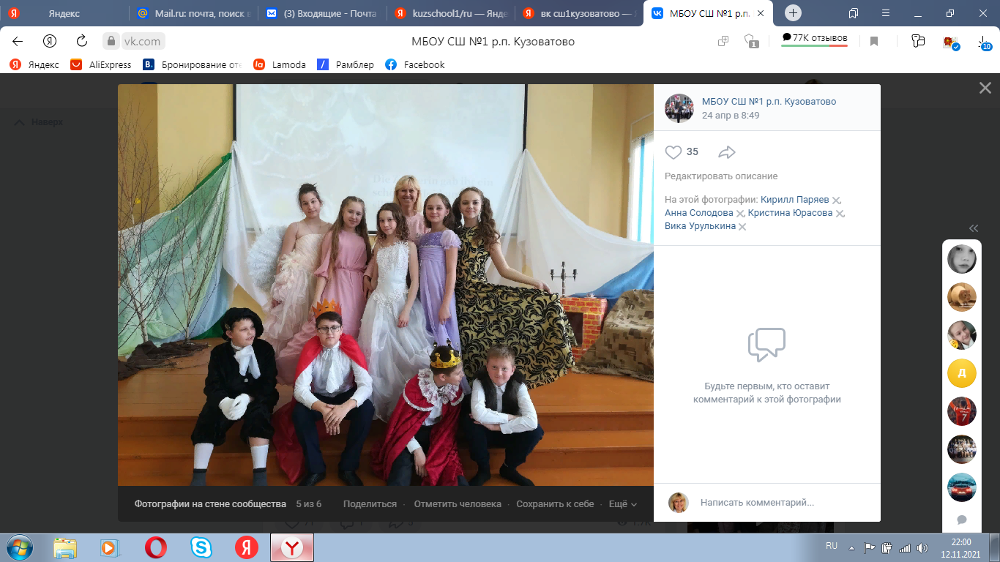 Яндекс
Mail.ru: почта, поиск в
(3) Входящие - Почта
kuzschool1/ru — Янде
вк сш1кузоватово —
МБОУ СШ №1 р.п.
vk.com
МБОУ СШ №1 р.п. Кузоватово
1
77К отзывов
10
Яндекс
AliExpress
Бронирование оте
Lamoda
Рамблер
Facebook
Наверх
МБОУ СШ №1 р.п. Кузоватово
24 апр в 8:49
35
Редактировать описание
На этой фотографии: Кирилл Паряев
Анна Солодова, Кристина Юрасова,
Вика Урулькина
Будьте первым, кто оставит
комментарий к этой фотографии
Д
7
Фотографии на стене сообщества 5 из 6 Поделиться · Отметить человека · Сохранить к себе · Ещё
Написать комментарий...
RU
22:00
12.11.2021